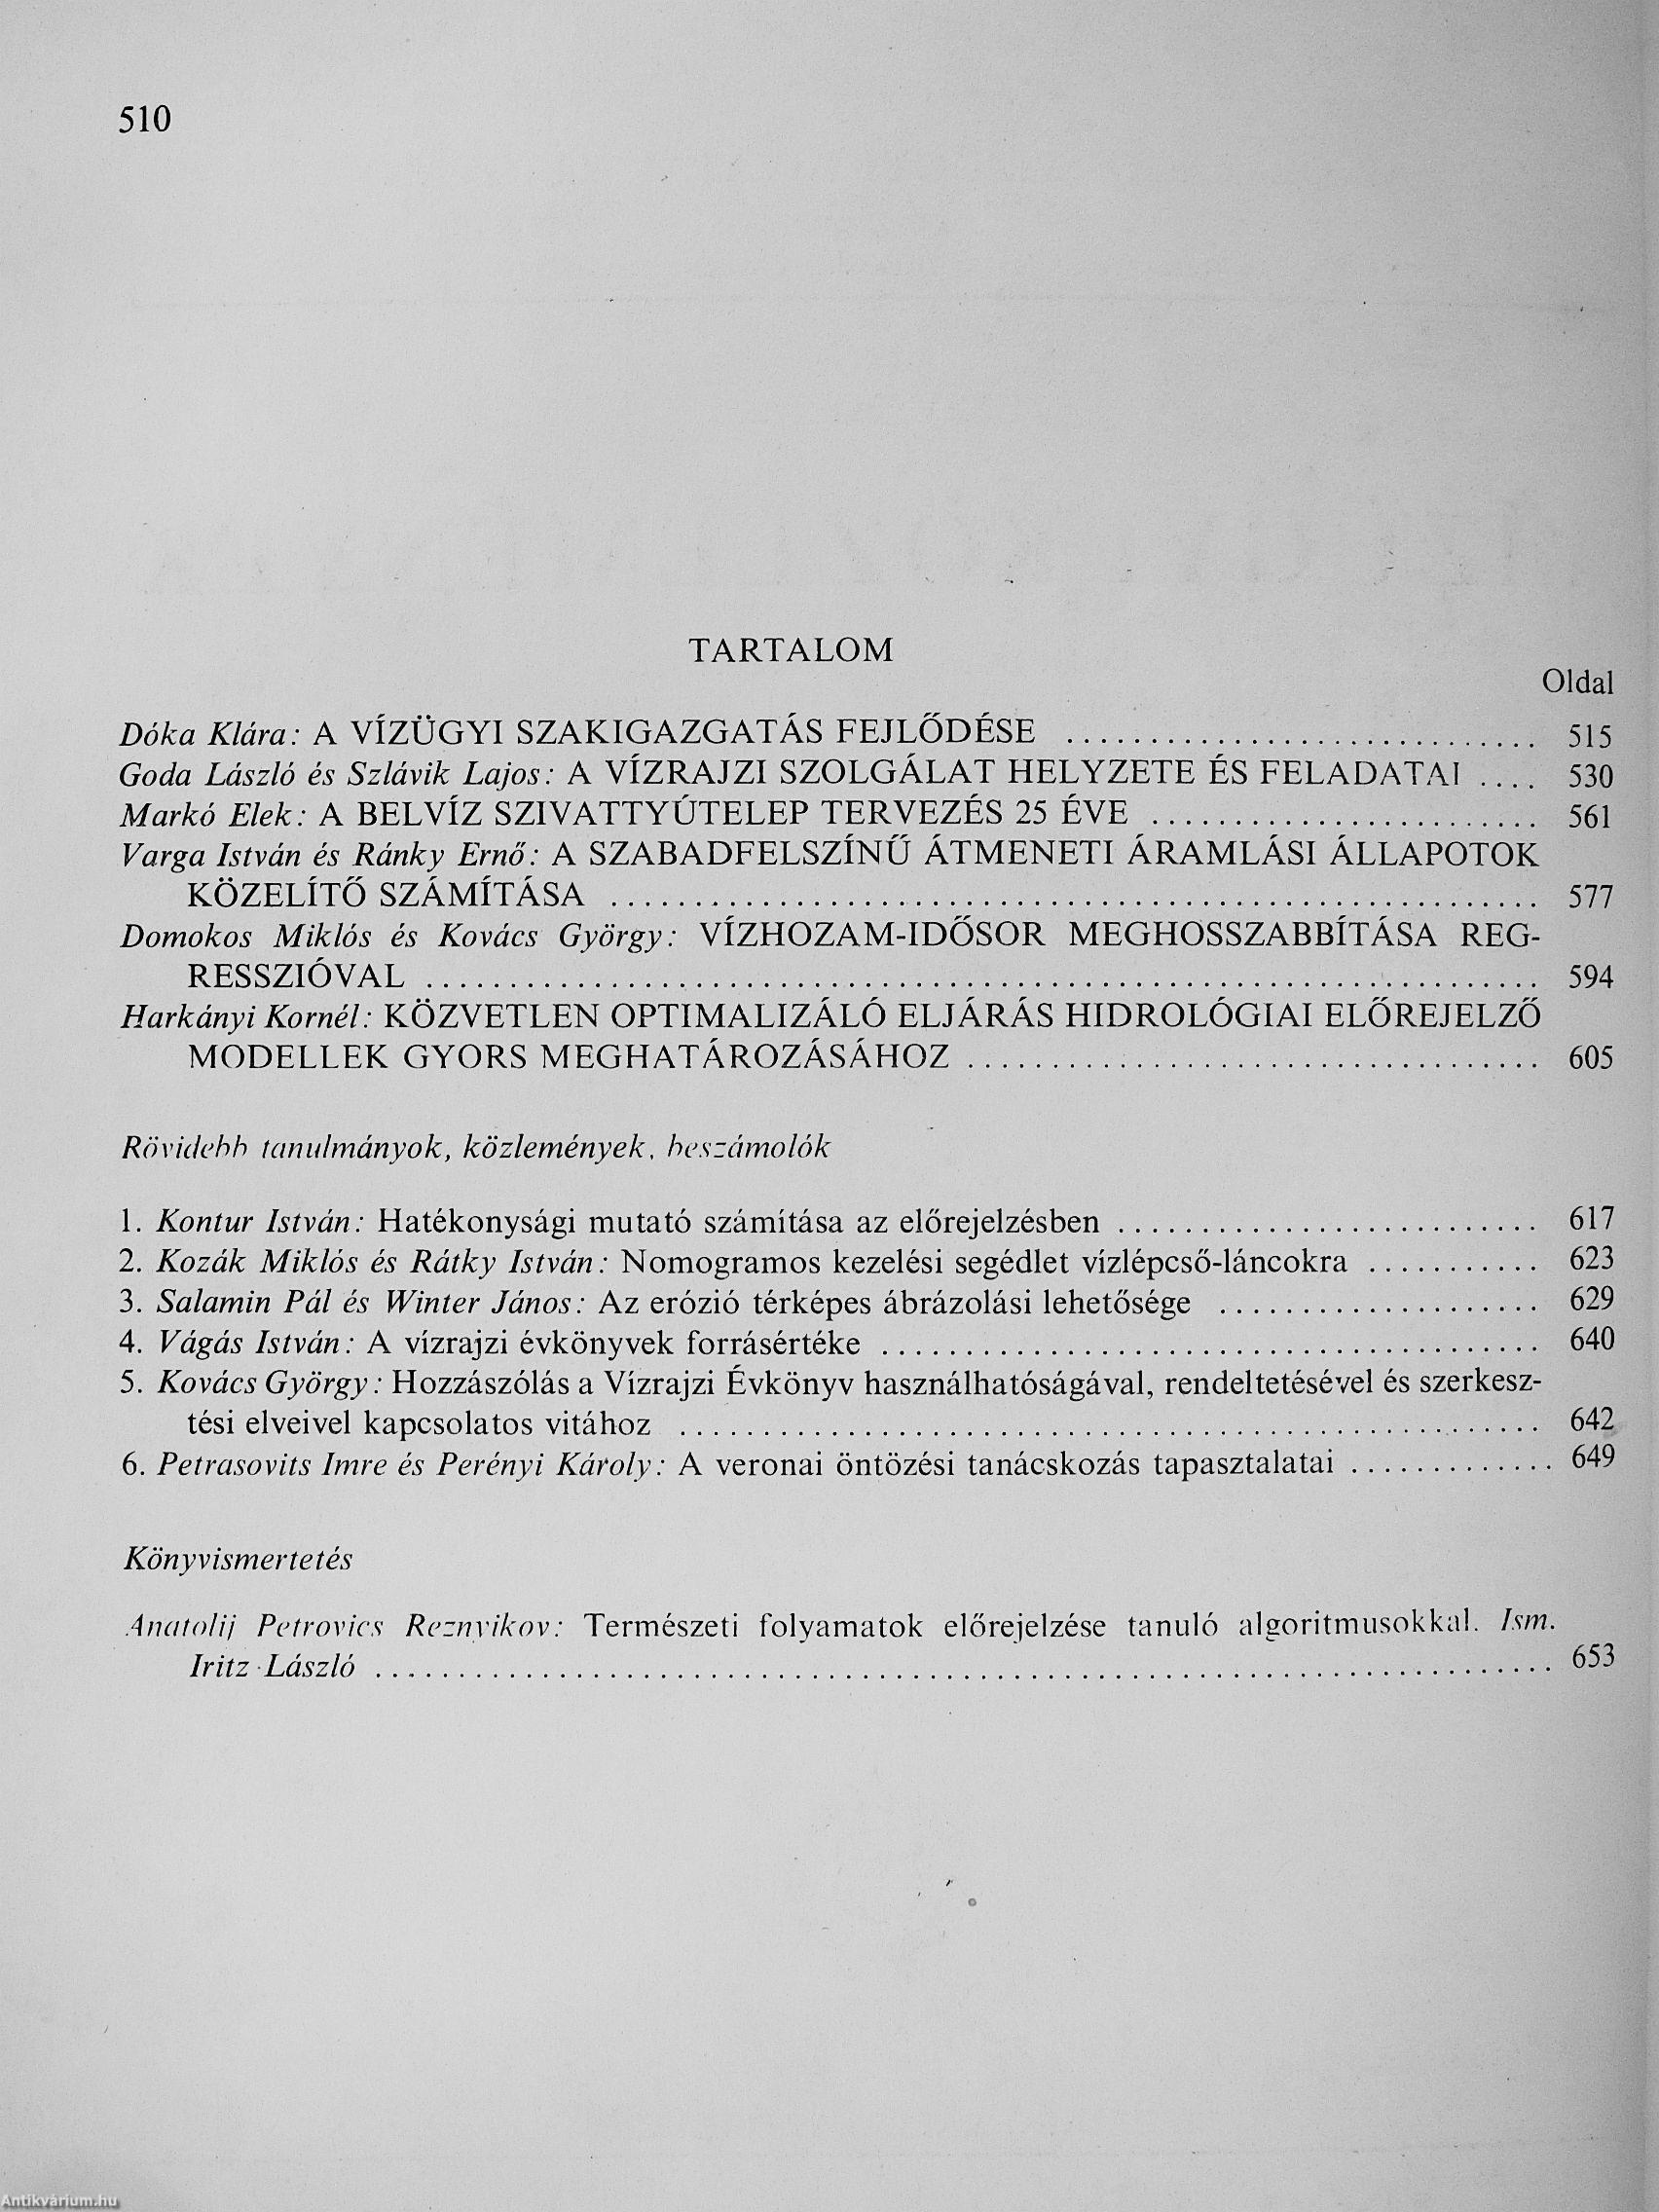 510
TARTALOM
Oldal
Dóka Klára: A VÍZÜGYI SZAKIGAZGATÁS FEJLŐDÉSE ............................. 515
Goda László és Szlávik Lajos: A VÍZRAJZI SZOLGÁLAT HELYZETE ÉS FELADATAI .... 530
Markó Elek: A BELVÍZ SZIVATTYÚTELEP TERVEZÉS 25 ÉVE ........................ 561
Varga István és Ránky Ernő: A SZABADFELSZÍNŰ ÁTMENETI ÁRAMLÁSI ÁLLAPOTOK
KÖZELÍTŐ SZÁMÍTÁSA ........................................................ 577
Domokos Miklós és Kovács György: VÍZHOZAM-IDŐSOR MEGHOSSZABBÍTÁSA REG-
RESSZIÓVAL .................................................................... 594
Harkányi Kornél: KÖZVETLEN OPTIMALIZÁLÓ ELJÁRÁS HIDROLÓGIAI ELŐREJELZŐ
MODELLEK GYORS MEGHATÁROZÁSÁHOZ ................................... 605
Rövidebb tanulmányok, közlemények, beszámolók
1. Kontur István: Hatékonysági mutató számítása az előrejelzésben .......................... 617
2. Kozák Miklós és Rátky István: Nomogramos kezelési segédlet vízlépcső-láncokra ........... 623
3. Salamin Pál és Winter János: Az erózió térképes ábrázolási lehetősége .................... 629
4. Vágás István: A vízrajzi évkönyvek forrásértéke ........................................ 640
5. Kovács György: Hozzászólás a Vízrajzi Évkönyv használhatóságával, rendeltetésével és szerkesz-
tési elveivel kapcsolatos vitához .................................................... 642
6. Petrasovits Imre és Perényi Károly: A veronai öntözési tanácskozás tapasztalatai ............. 649
Könyvismertetés
Anatolij Petrovics Reznyikov: Természeti folyamatok előrejelzése tanuló algoritmusokkal. Ism.
Iritz László ....................................................................... 653
Antikvárium.hu